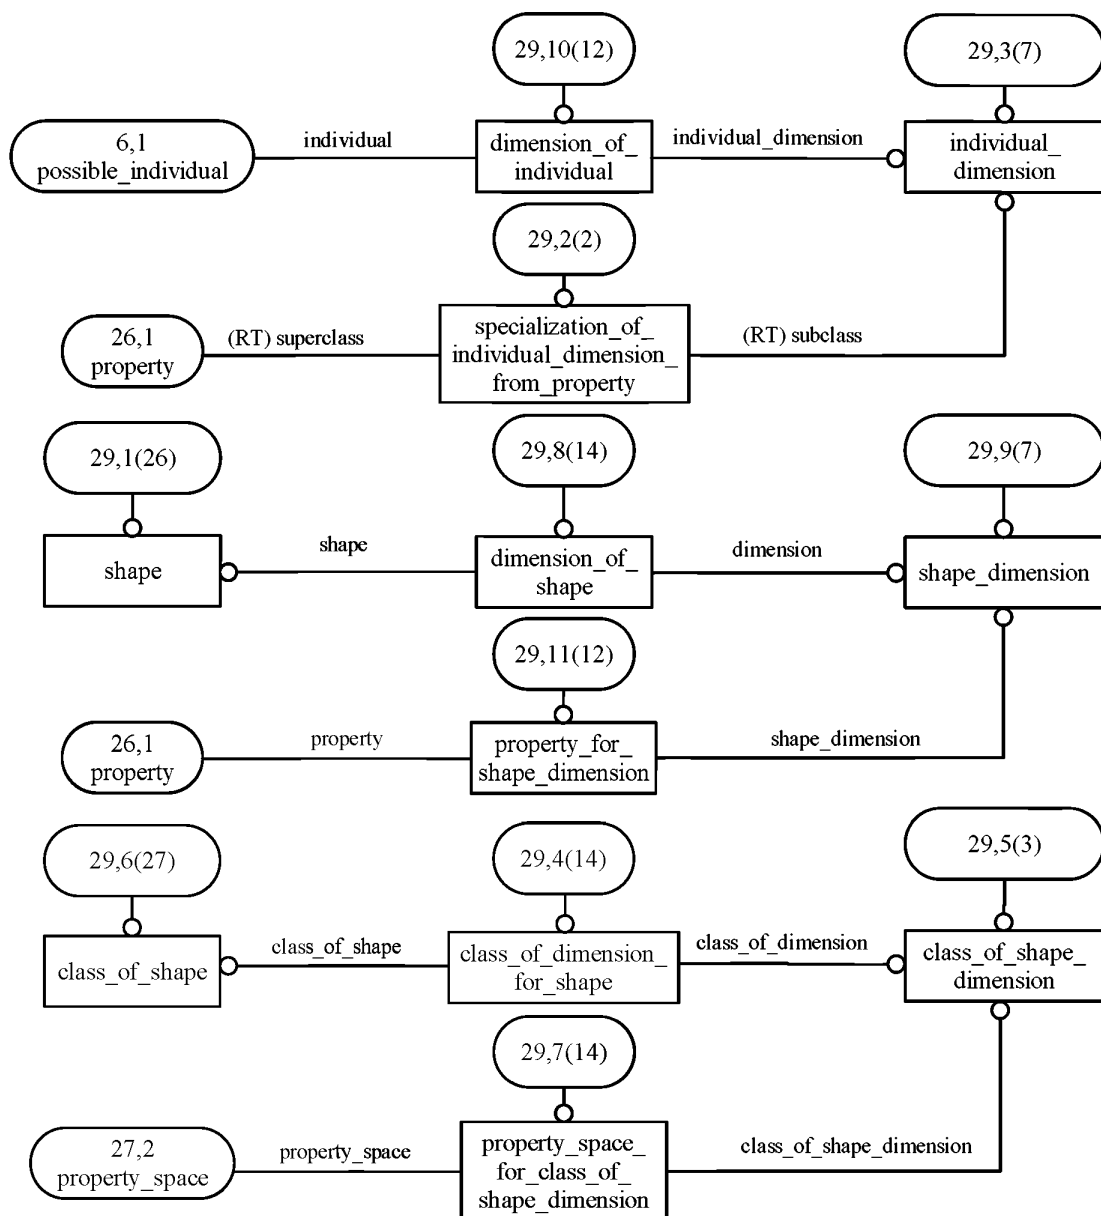 29,10(12)
29,3(7)
6,1
possible_individual
individual
dimension_of_
individual
individual_dimension
individual_
dimension
29,2(2)
26,1
property
(RT) superclass
specialization_of_
individual_dimension_
from_property
(RT) subclass
29,1(26)
29,8(14)
29,9(7)
shape
shape
dimension_of_
shape
dimension
shape_dimension
29,11(12)
26,1
property
property
property_for_
shape_dimension
shape_dimension
29,6(27)
29,4(14)
29,5(3)
class_of_shape
class_of_shape
class_of_dimension_
for_shape
class_of_dimension
class_of_shape_
dimension
29,7(14)
27,2
property_space
property_space
property_space_
for_class_of_
shape_dimension
class_of_shape_dimension